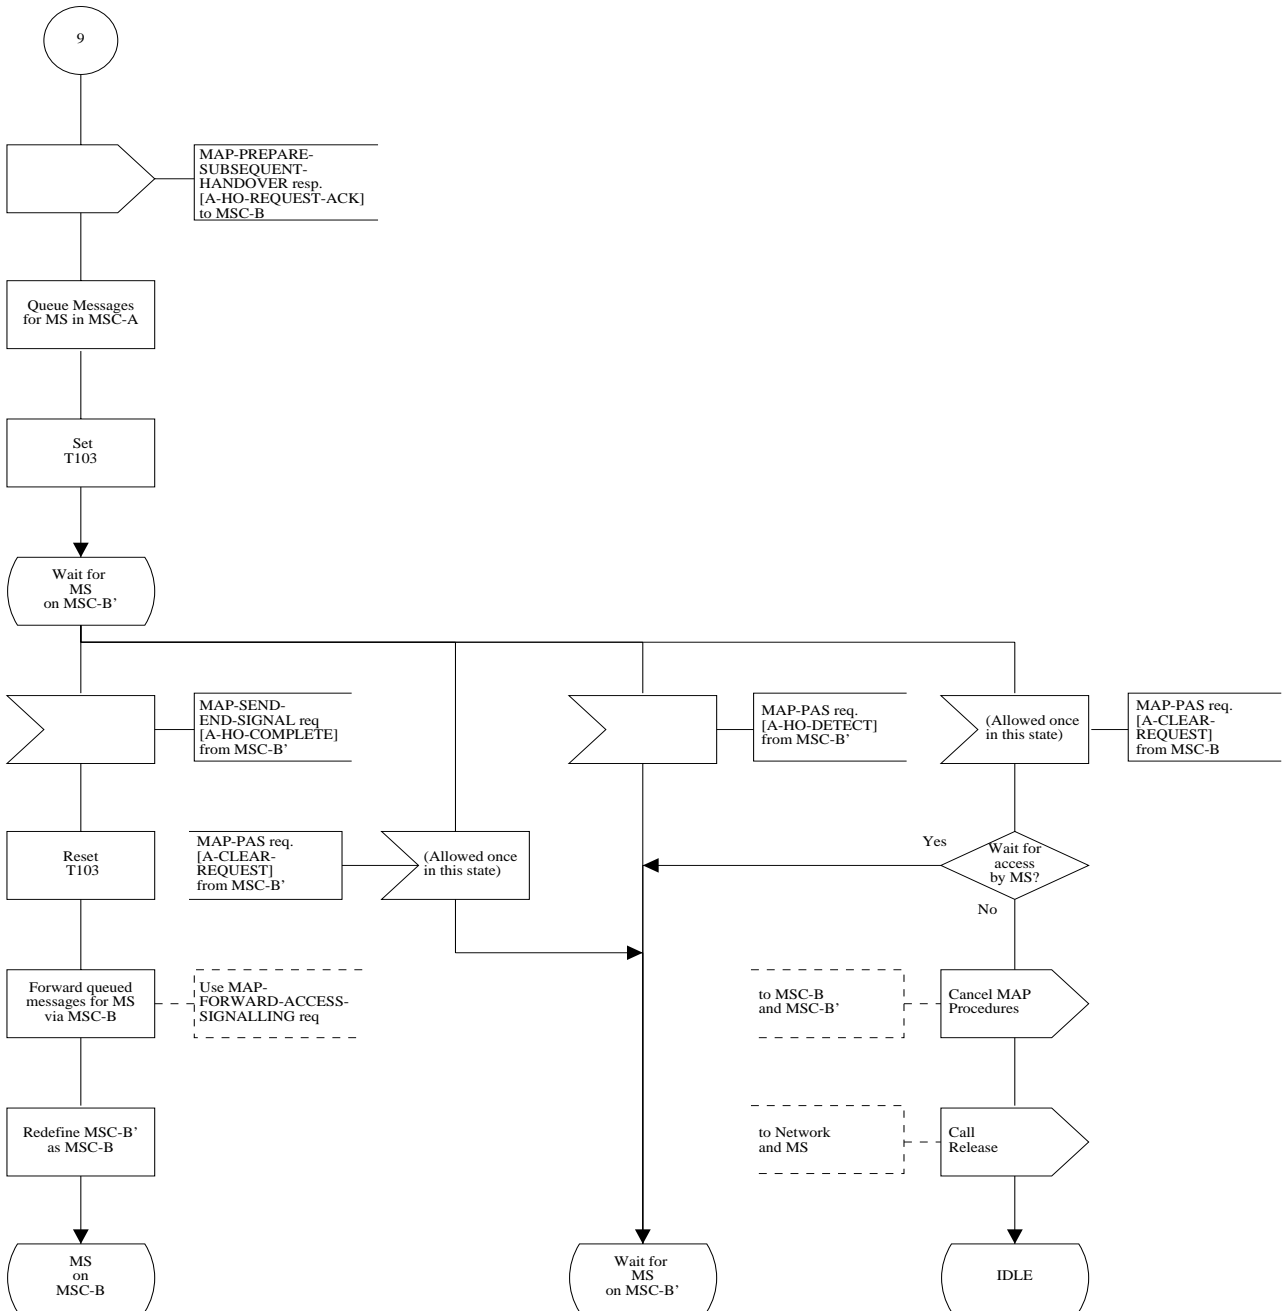 9
MAP-PREPARE-
SUBSEQUENT-
HANDOVER resp.
[A-HO-REQUEST-ACK]
to MSC-B
Queue Messages
for MS in MSC-A
Set
T103
Wait for
MS
on MSC-B’
MAP-SEND-
END-SIGNAL req
[A-HO-COMPLETE]
from MSC-B’
MAP-PAS req.
[A-HO-DETECT]
from MSC-B’
(Allowed once
in this state)
MAP-PAS req.
[A-CLEAR-
REQUEST]
from MSC-B
Reset
T103
MAP-PAS req.
[A-CLEAR-
REQUEST]
from MSC-B’
(Allowed once
in this state)
Yes
Wait for
access
by MS?
No
Forward queued
messages for MS
via MSC-B
Use MAP-
FORWARD-ACCESS-
SIGNALLING req
to MSC-B
and MSC-B’
Cancel MAP
Procedures
Redefine MSC-B’
as MSC-B
to Network
and MS
Call
Release
MS
on
MSC-B
Wait for
MS
on MSC-B’
IDLE